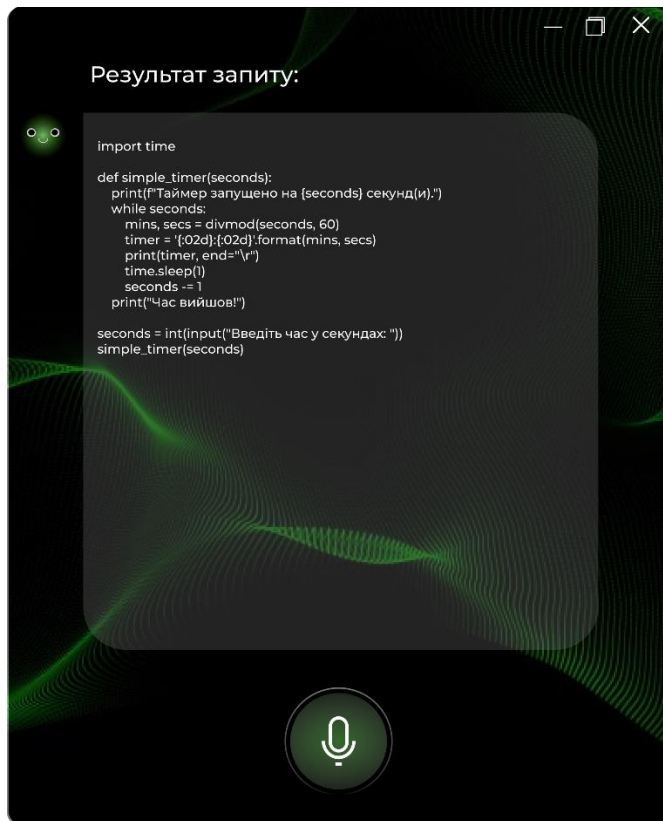 Результат запиту:
import time
def simple_timer(seconds):
    print(f"Таймер запущено на {seconds} секунд(и).")
    while seconds:
        mins, secs = divmod(seconds, 60)
        timer = '{:02d}:{:02d}'.format(mins, secs)
        print(timer, end="\r")
        time.sleep(1)
        seconds -= 1
    print("Час вийшов!")
seconds = int(input("Введіть час у секундах: "))
simple_timer(seconds)